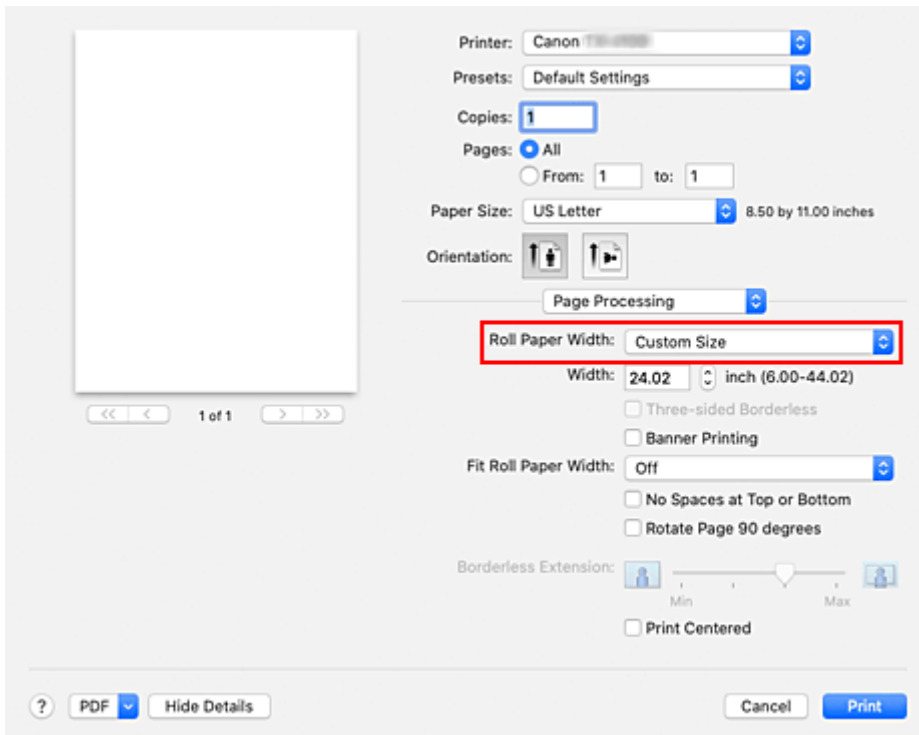 Printer: Canon
Presets: Default Settings
Copies: 1
Pages: All
From: 1 to: 1
Paper Size: US Letter 8.50 by 11.00 inches
Orientation:
Page Processing
Roll Paper Width: Custom Size
Width: 24.02 inch (6.00-44.02)
Three-sided Borderless
<< < 1 of 1 > >>
Banner Printing
Fit Roll Paper Width: Off
No Spaces at Top or Bottom
Rotate Page 90 degrees
Borderless Extension:
Min Max
Print Centered
? PDF Hide Details Cancel Print